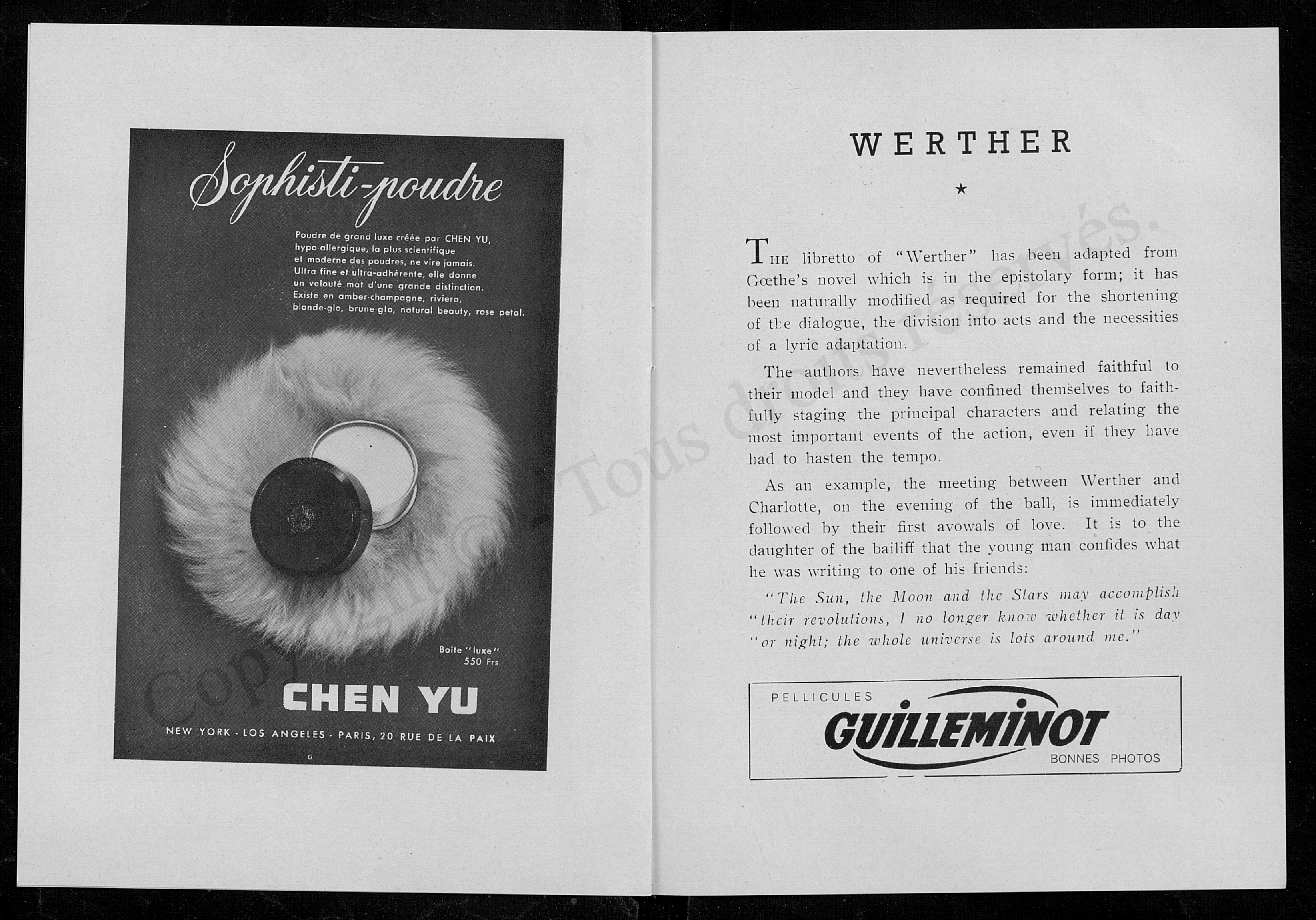 Sophisti-poudre
Poudre de grand luxe créée par CHEN YU,
hypo-allergique, la plus scientifique
et moderne des poudres, ne vire jamais.
Ultra fine et ultra-adhérente, elle donne
un velouté mat d'une grande distinction.
Existe en amber-champagne, riviera,
blonde-glo, brune-glo, natural beauty, rose petal.
Boite "luxe"
550 Frs
CHEN YU
NEW YORK - LOS ANGELES - PARIS, 20 RUE DE LA PAIX
WERTHER
★
THE libretto of "Werther" has been adapted from
Gœthe's novel which is in the epistolary form; it has
been naturally modified as required for the shortening
of the dialogue, the division into acts and the necessities
of a lyric adaptation.
The authors have nevertheless remained faithful to
their model and they have confined themselves to faith-
fully staging the principal characters and relating the
most important events of the action, even if they have
had to hasten the tempo.
As an example, the meeting between Werther and
Charlotte, on the evening of the ball, is immediately
followed by their first avowals of love. It is to the
daughter of the bailiff that the young man confides what
he was writing to one of his friends:
"The Sun, the Moon and the Stars may accomplish
"their revolutions, I no longer know whether it is day
"or night; the whole universe is lots around me."
PELLICULES
GUILLEMINOT
BONNES PHOTOS
Copyright © - Tous droits réservés.